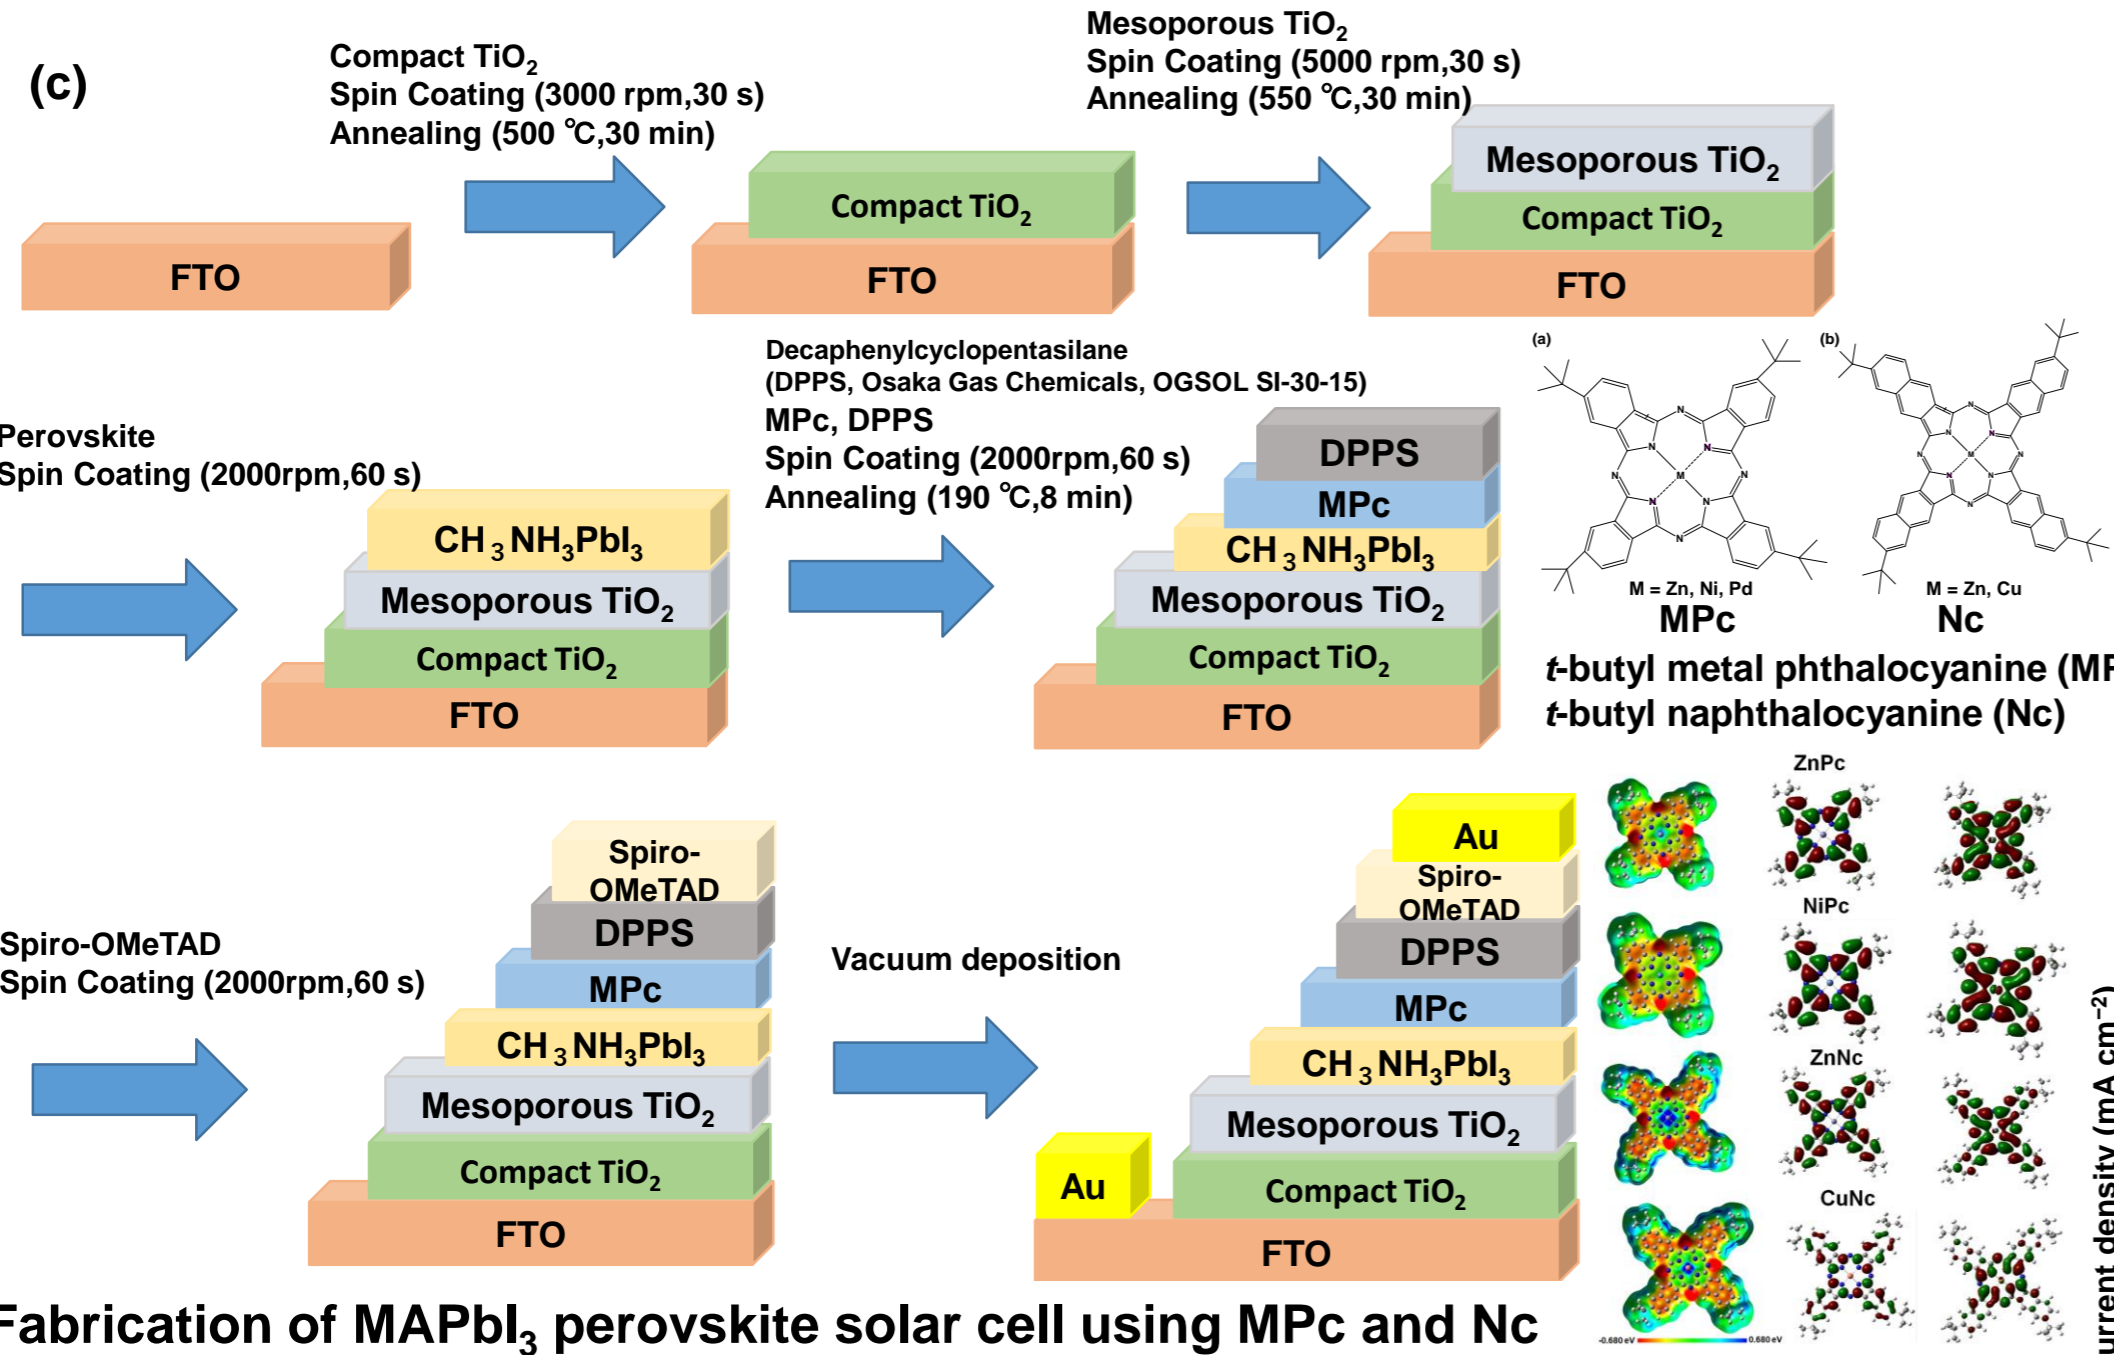 (c)
Compact TiO2
Spin Coating (3000 rpm,30 s)
Annealing (500 ℃,30 min)
Mesoporous TiO2
Spin Coating (5000 rpm,30 s)
Annealing (550 ℃,30 min)
FTO
Compact TiO2
FTO
Mesoporous TiO2
Compact TiO2
FTO
Perovskite
Spin Coating (2000rpm,60 s)
CH3NH3PbI3
Mesoporous TiO2
Compact TiO2
FTO
Decaphenylcyclopentasilane
(DPPS, Osaka Gas Chemicals, OGSOL SI-30-15)
MPc, DPPS
Spin Coating (2000rpm,60 s)
Annealing (190 ℃,8 min)
DPPS
MPc
CH3NH3PbI3
Mesoporous TiO2
Compact TiO2
FTO
(a)
N
N
N
N
M
N
N
N
N
M = Zn, Ni, Pd
MPc
(b)
N
N
N
N
M
N
N
N
N
M = Zn, Cu
Nc
t-butyl metal phthalocyanine (MP
t-butyl naphthalocyanine (Nc)
Spiro-OMeTAD
Spin Coating (2000rpm,60 s)
Spiro-
OMeTAD
DPPS
MPc
CH3NH3PbI3
Mesoporous TiO2
Compact TiO2
FTO
Vacuum deposition
Au
Spiro-
OMeTAD
DPPS
MPc
CH3NH3PbI3
Mesoporous TiO2
Compact TiO2
Au
FTO
ZnPc
NiPc
ZnNc
CuNc
-0.680 eV
0.680 eV
urrent density (mA cm−2)
Fabrication of MAPbI3 perovskite solar cell using MPc and Nc